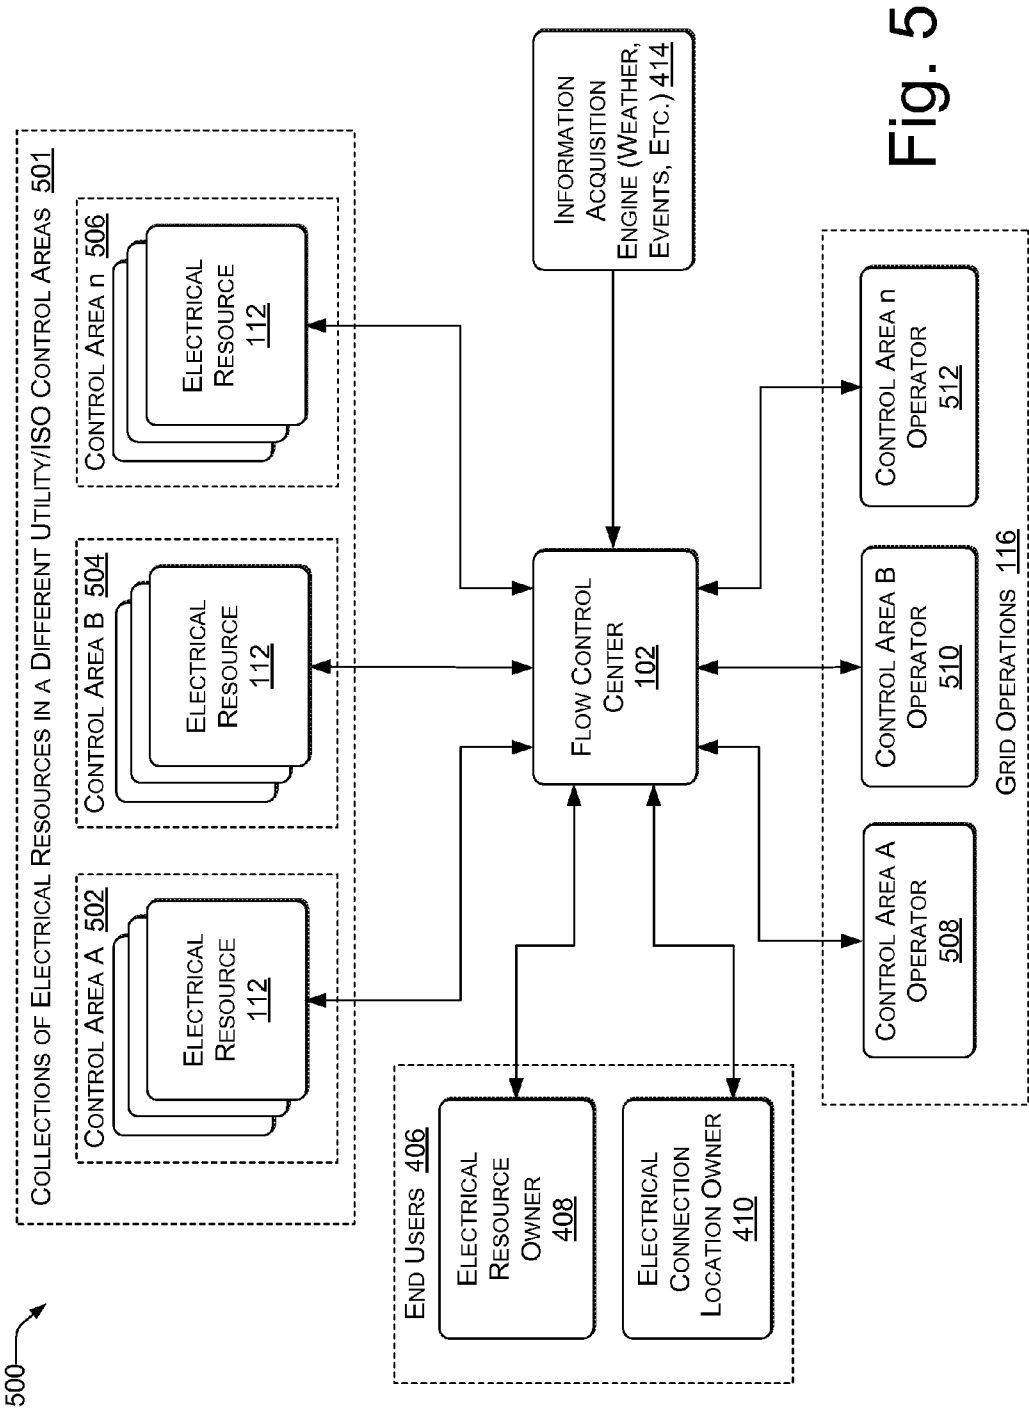 500
COLLECTIONS OF ELECTRICAL RESOURCES IN A DIFFERENT UTILITY/ISO CONTROL AREAS 501
CONTROL AREA A 502
ELECTRICAL
RESOURCE
112
CONTROL AREA B 504
ELECTRICAL
RESOURCE
112
CONTROL AREA n 506
ELECTRICAL
RESOURCE
112
END USERS 406
ELECTRICAL
RESOURCE
OWNER
408
ELECTRICAL
CONNECTION
LOCATION OWNER
410
FLOW CONTROL
CENTER
102
INFORMATION
ACQUISITION
ENGINE (WEATHER,
EVENTS, ETC.) 414
CONTROL AREA A
OPERATOR
508
CONTROL AREA B
OPERATOR
510
CONTROL AREA n
OPERATOR
512
GRID OPERATIONS 116
Fig. 5